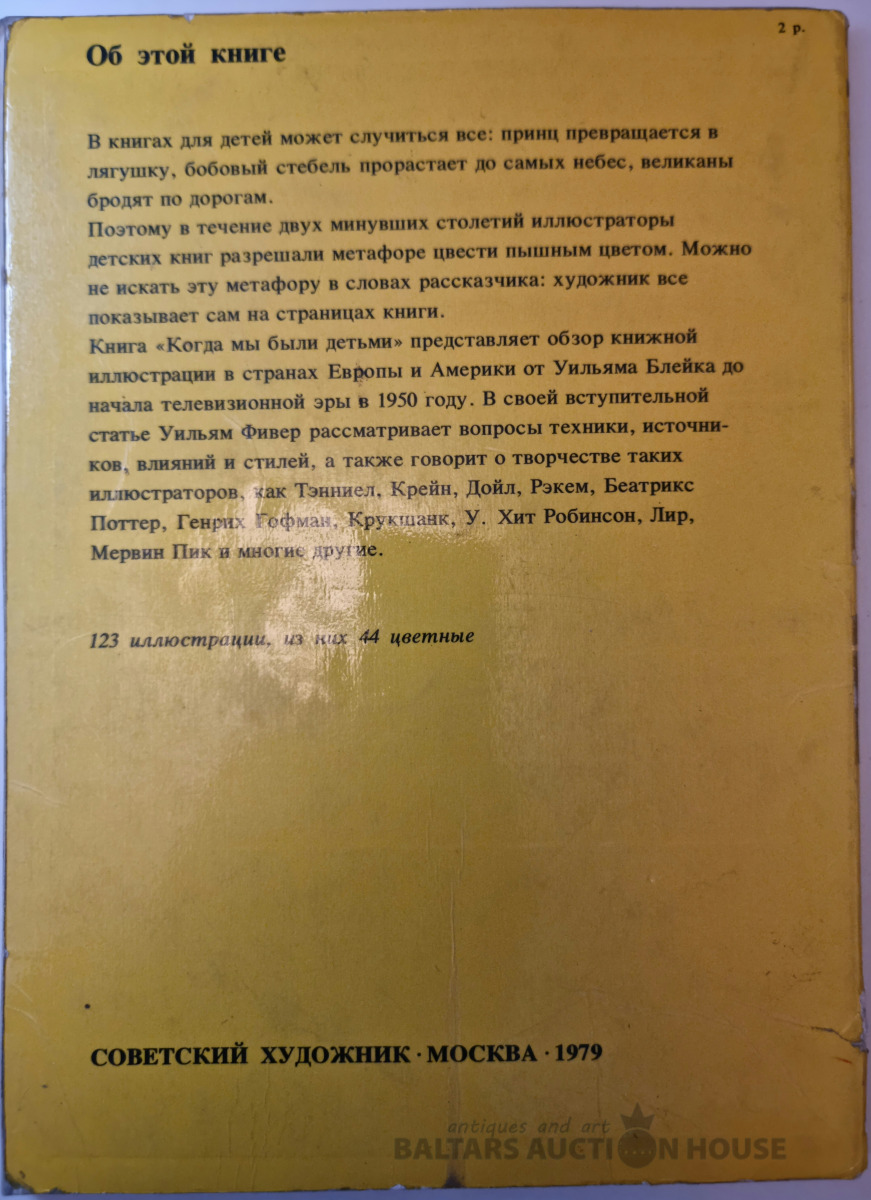 2 р.
Об этой книге
В книгах для детей может случиться все: принц превращается в
лягушку, бобовый стебель прорастает до самых небес, великаны
бродят по дорогам.
Поэтому в течение двух минувших столетий иллюстраторы
детских книг разрешали метафоре цвести пышным цветом. Можно
не искать эту метафору в словах рассказчика: художник все
показывает сам на страницах книги.
Книга «Когда мы были детьми» представляет обзор книжной
иллюстрации в странах Европы и Америки от Уильяма Блейка до
начала телевизионной эры в 1950 году. В своей вступительной
статье Уильям Фивер рассматривает вопросы техники, источни-
ков, влияний и стилей, а также говорит о творчестве таких
иллюстраторов, как Тэнниел, Крейн, Дойл, Рэкем, Беатрикс
Поттер, Генрих Гофман, Крукшанк, У. Хит Робинсон, Лир,
Мервин Пик и многие другие.
123 иллюстрации, из них 44 цветные
СОВЕТСКИЙ ХУДОЖНИК · МОСКВА · 1979
antiques and art
BALTARS AUCTION HOUSE